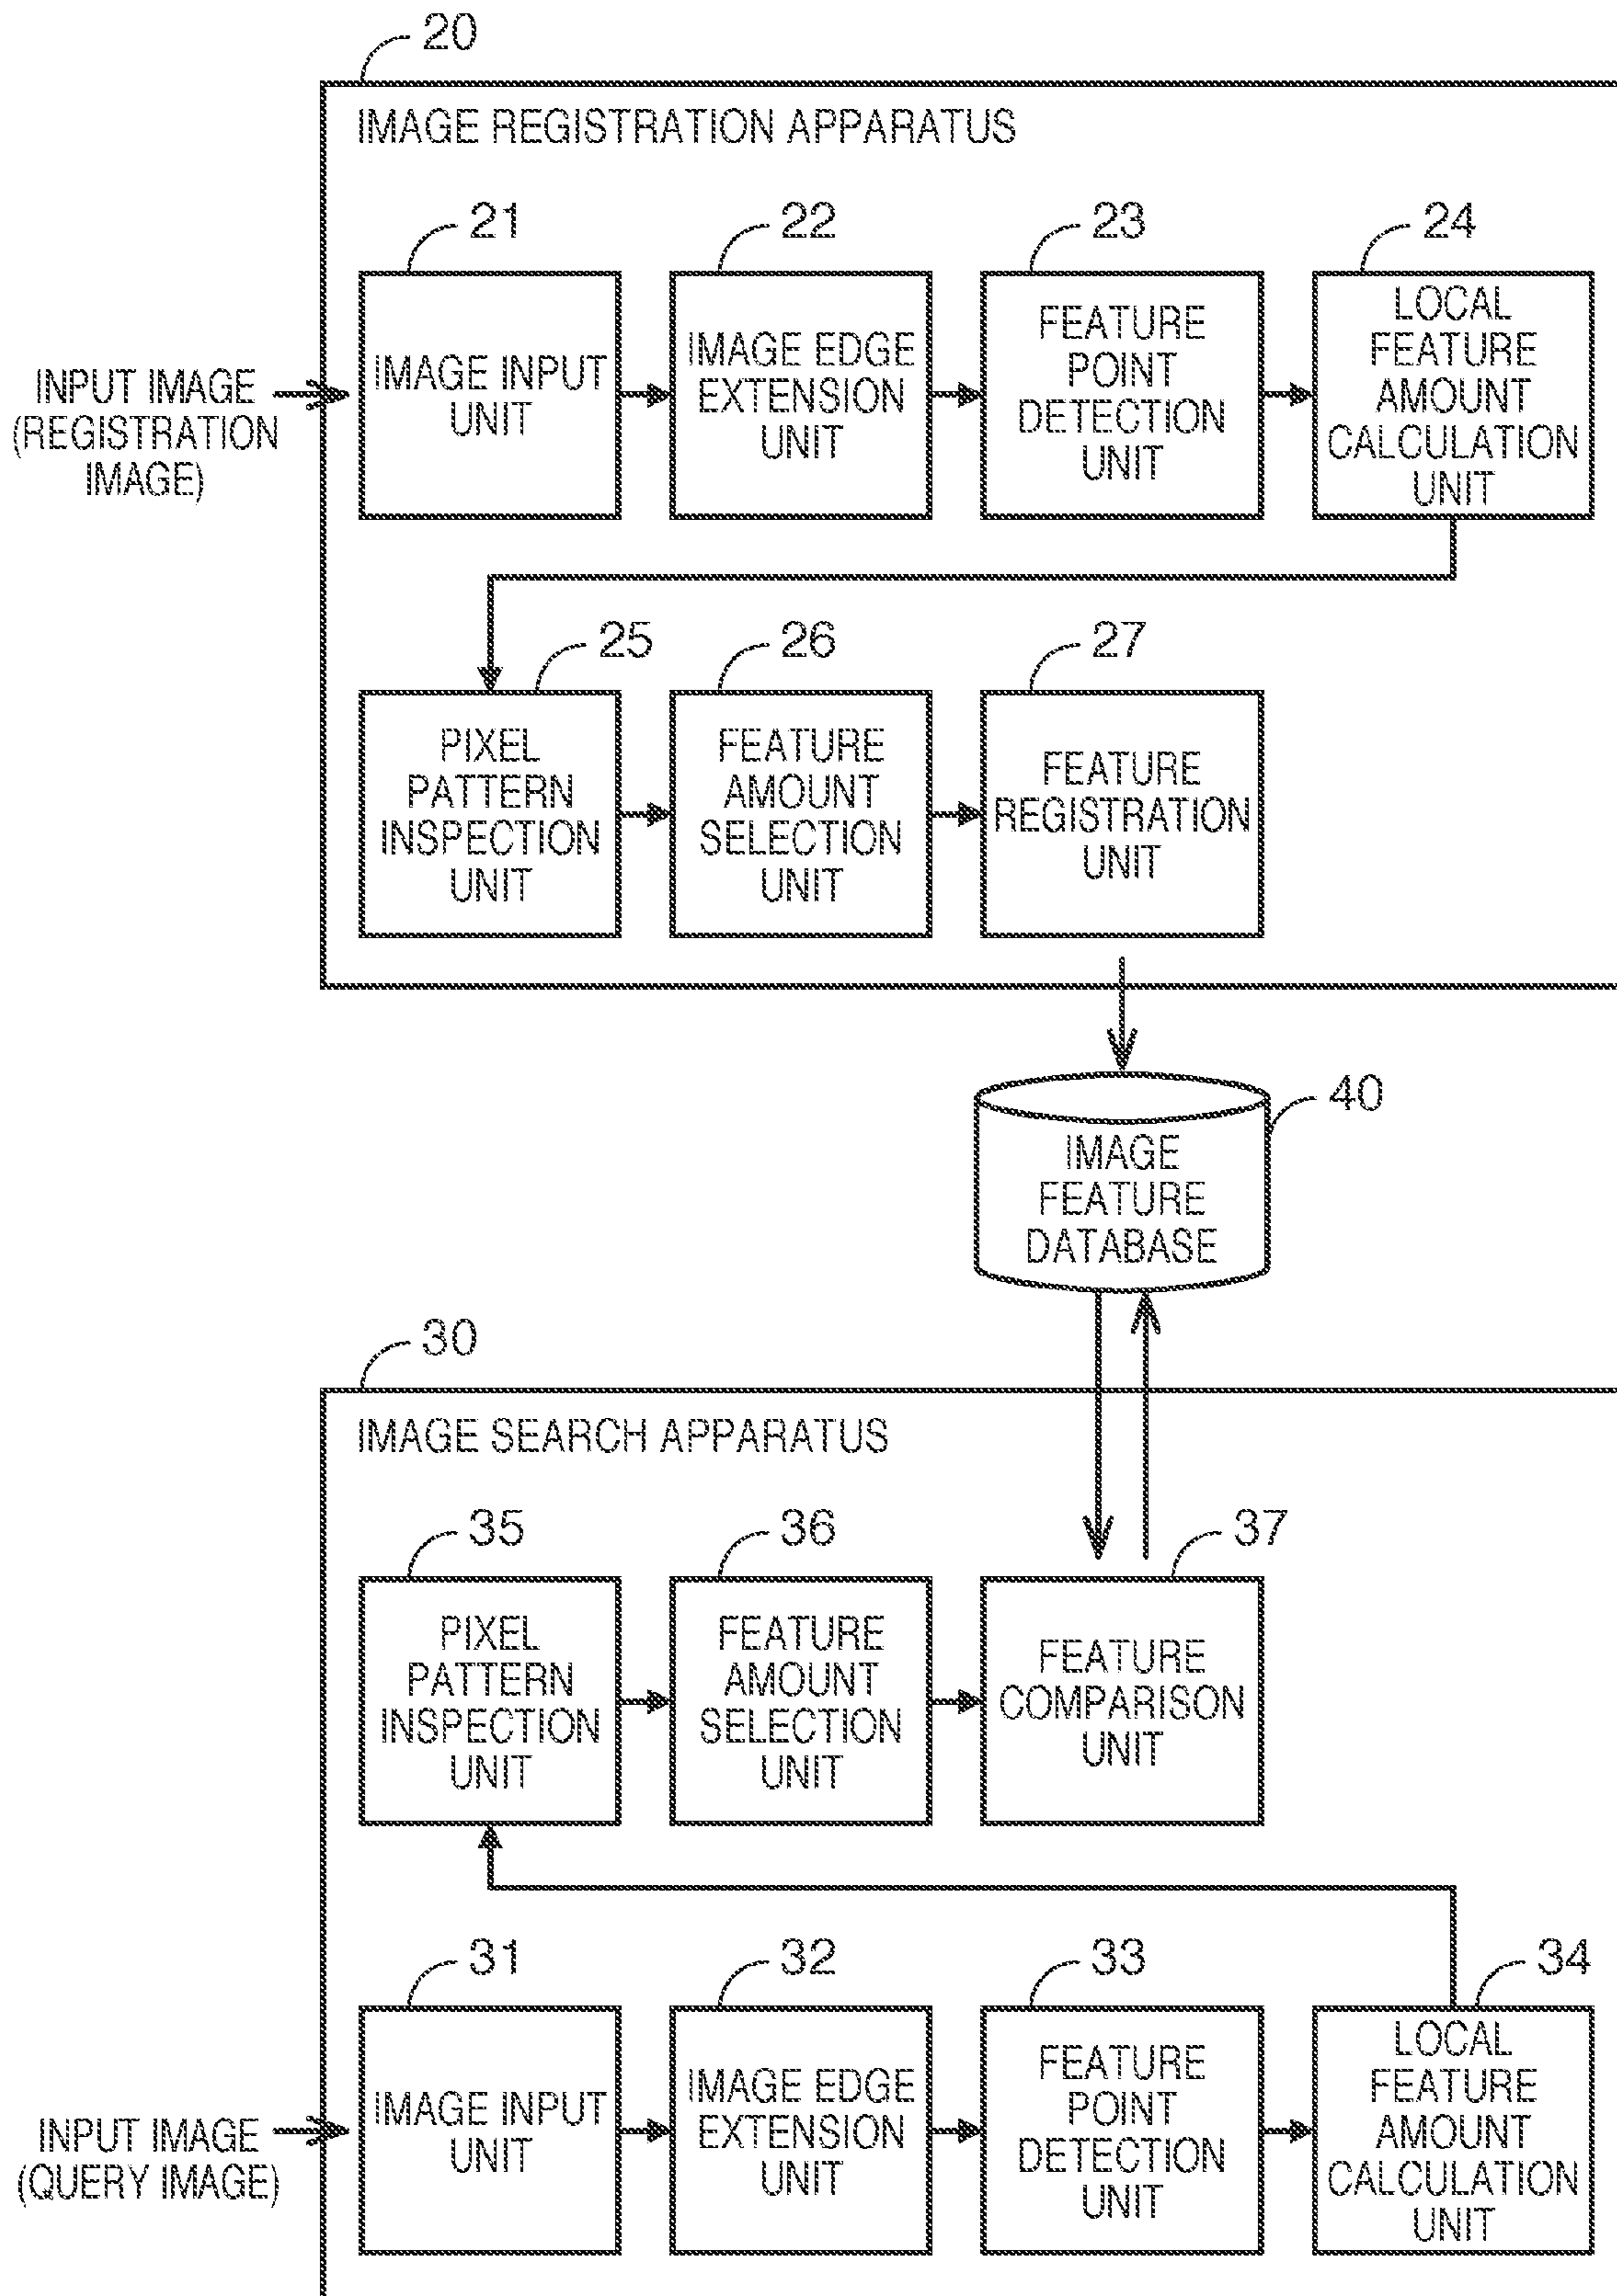 20
IMAGE REGISTRATION APPARATUS
21
22
23
24
INPUT IMAGE
(REGISTRATION
IMAGE)
IMAGE INPUT
UNIT
IMAGE EDGE
EXTENSION
UNIT
FEATURE
POINT
DETECTION
UNIT
LOCAL
FEATURE
AMOUNT
CALCULATION
UNIT
25
26
27
PIXEL
PATTERN
INSPECTION
UNIT
FEATURE
AMOUNT
SELECTION
UNIT
FEATURE
REGISTRATION
UNIT
40
IMAGE
FEATURE
DATABASE
30
IMAGE SEARCH APPARATUS
35
36
37
PIXEL
PATTERN
INSPECTION
UNIT
FEATURE
AMOUNT
SELECTION
UNIT
FEATURE
COMPARISON
UNIT
31
32
33
34
INPUT IMAGE
(QUERY IMAGE)
IMAGE INPUT
UNIT
IMAGE EDGE
EXTENSION
UNIT
FEATURE
POINT
DETECTION
UNIT
LOCAL
FEATURE
AMOUNT
CALCULATION
UNIT